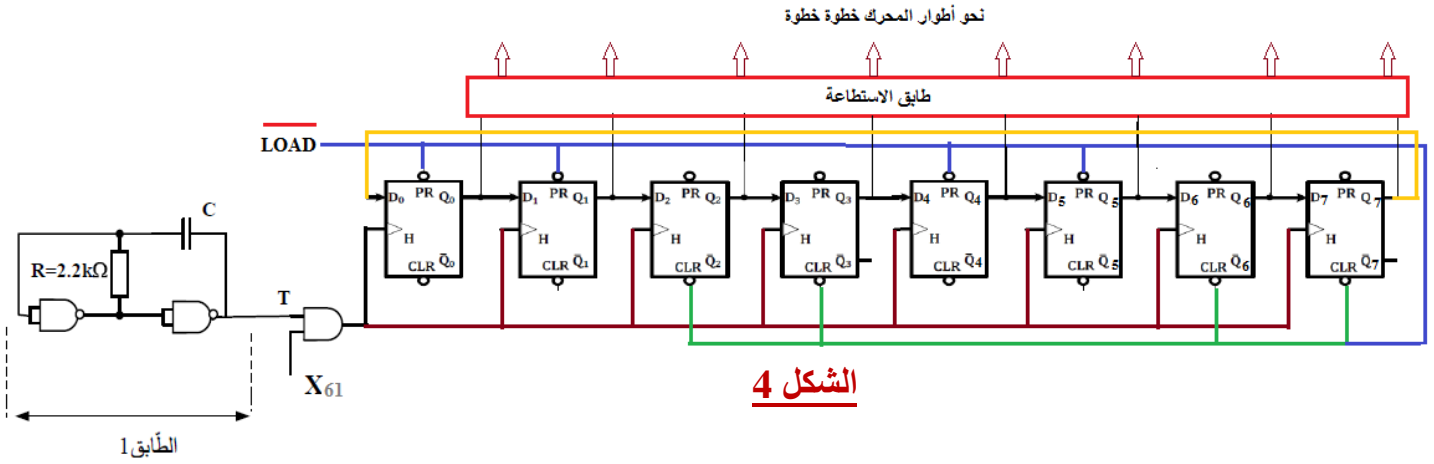 نحو أطوار المحرك خطوة خطوة
طابق الاستطاعة
LOAD
D0 PR Q0 H CLR Q̅0
D1 PR Q1 H CLR Q̅1
D2 PR Q2 H CLR Q̅2
D3 PR Q3 H CLR Q̅3
D4 PR Q4 H CLR Q̅4
D5 PR Q5 H CLR Q̅5
D6 PR Q6 H CLR Q̅6
D7 PR Q7 H CLR Q̅7
C
R=2.2kΩ
T
X61
الشكل 4
الطّابق1